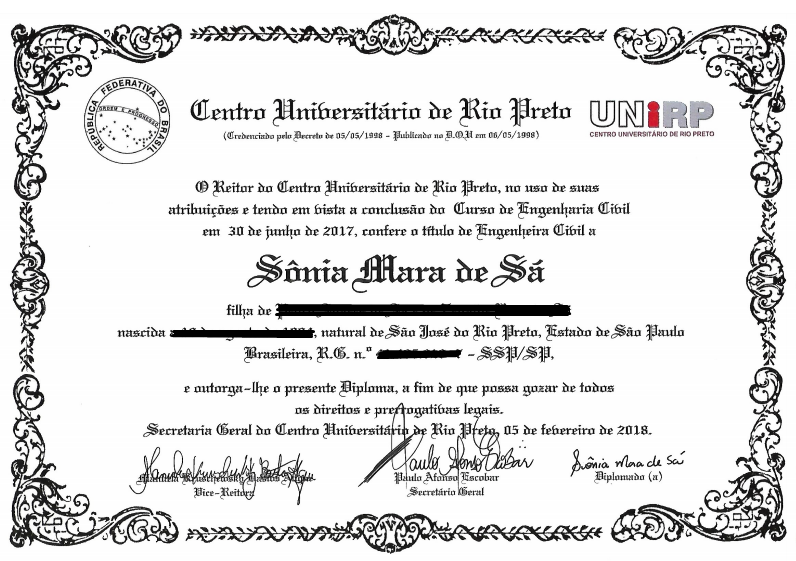 REPÚBLICA FEDERATIVA DO BRASIL
ORDEM E PROGRESSO
Centro Universitário de Rio Preto
(Credenciado pelo Decreto de 05/05/1998 - Publicado no D.O.U em 06/05/1998)
UNiRP
CENTRO UNIVERSITÁRIO DE RIO PRETO
O Reitor do Centro Universitário de Rio Preto, no uso de suas
atribuições e tendo em vista a conclusão do Curso de Engenharia Civil
em 30 de junho de 2017, confere o título de Engenheira Civil a
Sônia Mara de Sá
filha de
nascida a, natural de São José do Rio Preto, Estado de São Paulo
Brasileira, R.G. n.º - SSP/SP,
e outorga-lhe o presente Diploma, a fim de que possa gozar de todos
os direitos e prerrogativas legais.
Secretaria Geral do Centro Universitário de Rio Preto, 05 de fevereiro de 2018.
Paulo Afonso Escobar
Sônia Mara de Sá
Paulo Afonso Escobar
Diplomado (a)
Vice-Reitora
Secretário Geral